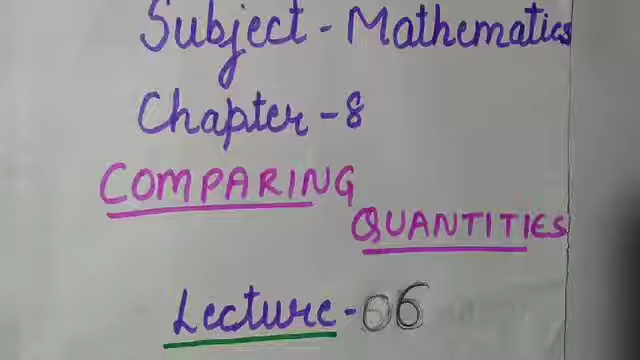 Subject - Mathematics
Chapter - 8
COMPARING
QUANTITIES
Lecture - 06